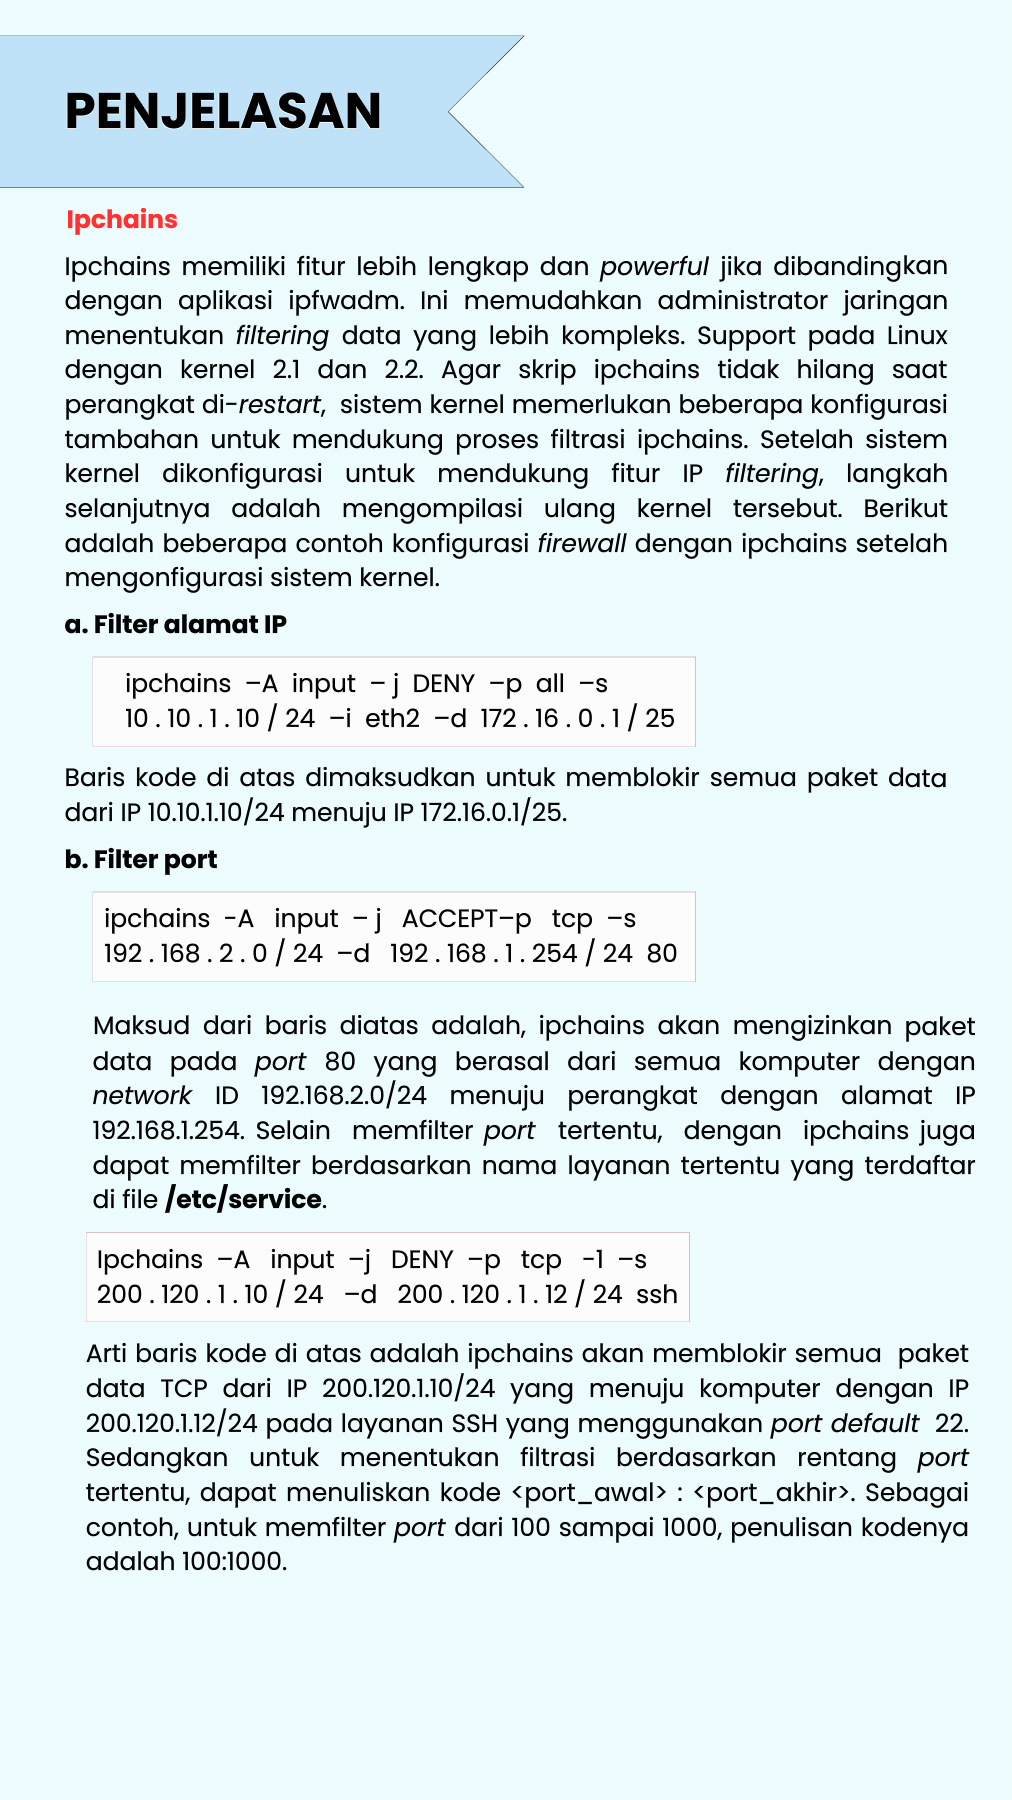 PENJELASAN
Ipchains
Ipchains memiliki fitur lebih lengkap dan powerful jika dibandingkan
dengan aplikasi ipfwadm. Ini memudahkan administrator jaringan
menentukan filtering data yang lebih kompleks. Support pada Linux
dengan kernel 2.1 dan 2.2. Agar skrip ipchains tidak hilang saat
perangkat di-restart, sistem kernel memerlukan beberapa konfigurasi
tambahan untuk mendukung proses filtrasi ipchains. Setelah sistem
kernel dikonfigurasi untuk mendukung fitur IP filtering, langkah
selanjutnya adalah mengompilasi ulang kernel tersebut. Berikut
adalah beberapa contoh konfigurasi firewall dengan ipchains setelah
mengonfigurasi sistem kernel.
a. Filter alamat IP
ipchains –A input – j DENY –p all –s
10 . 10 . 1 . 10 / 24 –i eth2 –d 172 . 16 . 0 . 1 / 25
Baris kode di atas dimaksudkan untuk memblokir semua paket data
dari IP 10.10.1.10/24 menuju IP 172.16.0.1/25.
b. Filter port
ipchains -A input – j ACCEPT–p tcp –s
192 . 168 . 2 . 0 / 24 –d 192 . 168 . 1 . 254 / 24 80
Maksud dari baris diatas adalah, ipchains akan mengizinkan paket
data pada port 80 yang berasal dari semua komputer dengan
network ID 192.168.2.0/24 menuju perangkat dengan alamat IP
192.168.1.254. Selain memfilter port tertentu, dengan ipchains juga
dapat memfilter berdasarkan nama layanan tertentu yang terdaftar
di file /etc/service.
Ipchains –A input –j DENY –p tcp -1 –s
200 . 120 . 1 . 10 / 24 –d 200 . 120 . 1 . 12 / 24 ssh
Arti baris kode di atas adalah ipchains akan memblokir semua paket
data TCP dari IP 200.120.1.10/24 yang menuju komputer dengan IP
200.120.1.12/24 pada layanan SSH yang menggunakan port default 22.
Sedangkan untuk menentukan filtrasi berdasarkan rentang port
tertentu, dapat menuliskan kode <port_awal> : <port_akhir>. Sebagai
contoh, untuk memfilter port dari 100 sampai 1000, penulisan kodenya
adalah 100:1000.